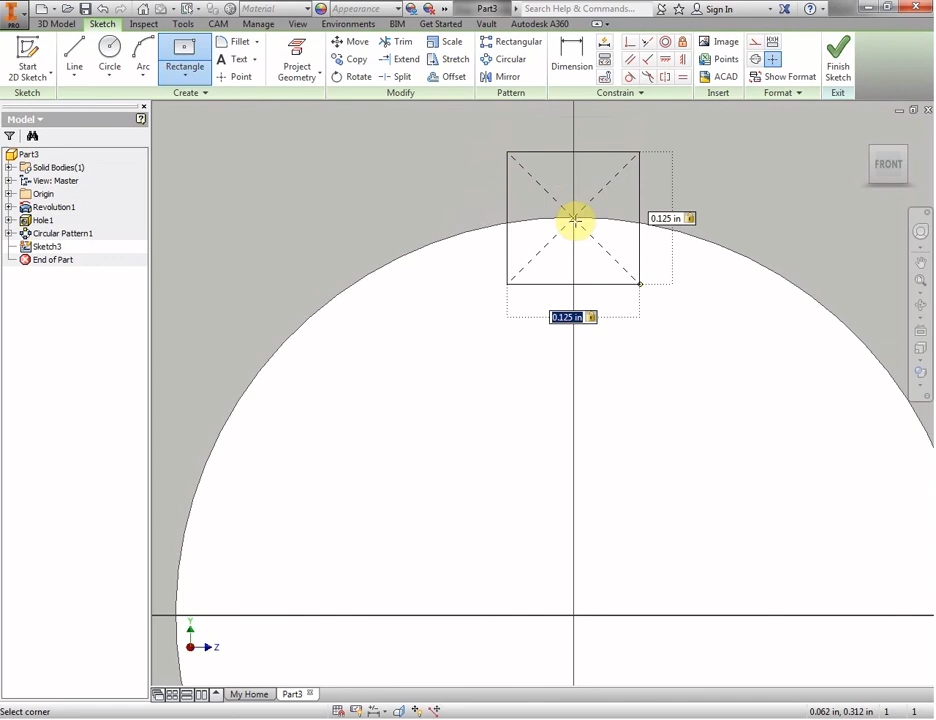 PRO
Material
Appearance
Part3
Search Help & Commands...
Sign In
3D Model Sketch Inspect Tools CAM Manage View Environments BIM Get Started Vault Autodesk A360
Start 2D Sketch
Line
Circle
Arc
Rectangle
Fillet
Text
Point
Project Geometry
Move
Copy
Rotate
Trim
Extend
Split
Scale
Stretch
Offset
Rectangular
Circular
Mirror
Dimension
Image
Points
ACAD
Show Format
Finish Sketch
Sketch
Create
Modify
Pattern
Constrain
Insert
Format
Exit
Model
Part3
Solid Bodies(1)
View: Master
Origin
Revolution1
Hole1
Circular Pattern1
Sketch3
End of Part
FRONT
0.125 in
0.125 in
Y
Z
My Home Part3
Select corner
0.062 in, 0.312 in 1 1